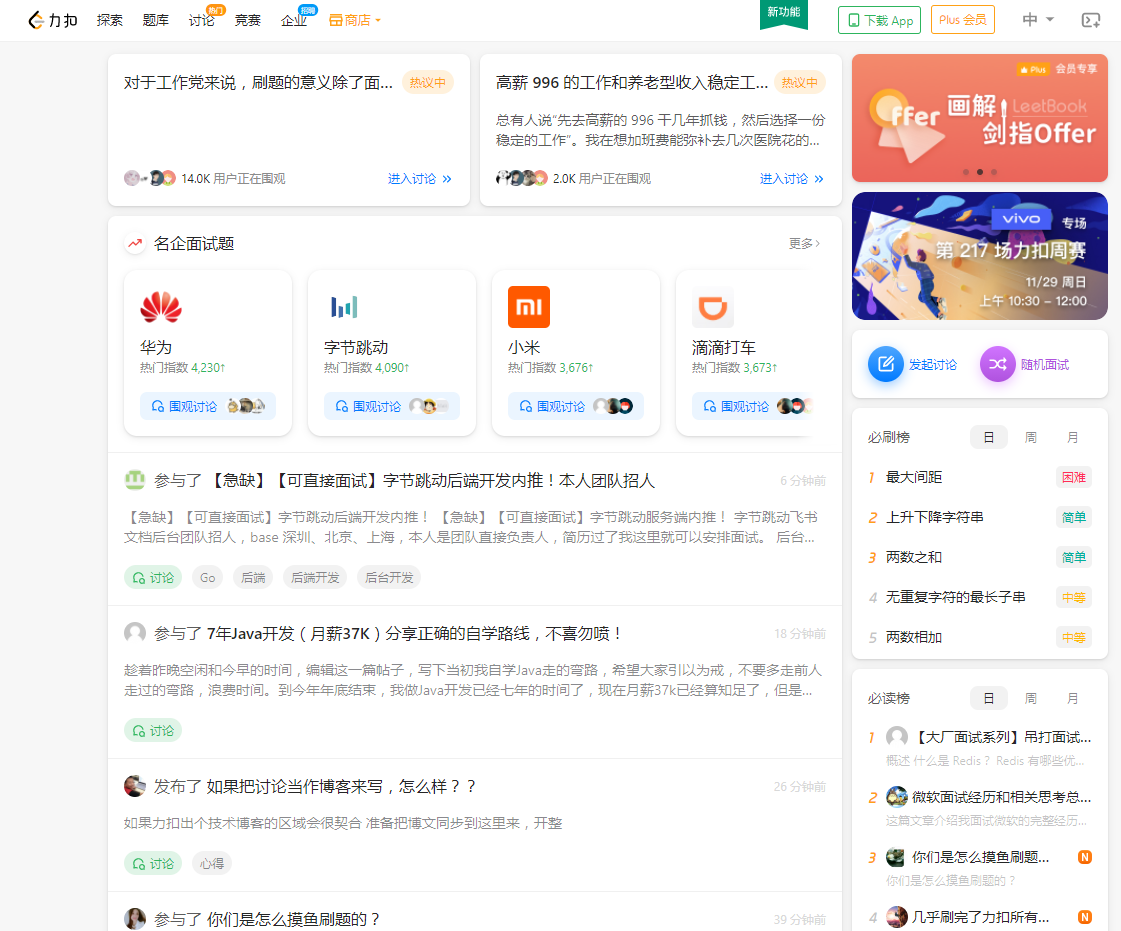 力扣 探索 题库 讨论 热门 竞赛 企业 招聘 商店 新功能 下载 App Plus 会员 中
对于工作党来说，刷题的意义除了面... 热议中
14.0K 用户正在围观 进入讨论 »
高薪 996 的工作和养老型收入稳定工... 热议中
总有人说“先去高薪的 996 干几年抓钱，然后选择一份
稳定的工作”。我在想加班费能弥补去几次医院花的...
2.0K 用户正在围观 进入讨论 »
名企面试题 更多›
华为
热门指数 4,230↑
围观讨论
字节跳动
热门指数 4,090↑
围观讨论
小米
热门指数 3,676↑
围观讨论
滴滴打车
热门指数 3,673↑
围观讨论
参与了 【急缺】【可直接面试】字节跳动后端开发内推！本人团队招人 6 分钟前
【急缺】【可直接面试】字节跳动后端开发内推！ 【急缺】【可直接面试】字节跳动服务端内推！ 字节跳动飞书
文档后台团队招人，base 深圳、北京、上海，本人是团队直接负责人，简历过了我这里就可以安排面试。 后台...
讨论 Go 后端 后端开发 后台开发
参与了 7年Java开发（月薪37K）分享正确的自学路线，不喜勿喷！ 18 分钟前
趁着昨晚空闲和今早的时间，编辑这一篇帖子，写下当初我自学Java走的弯路，希望大家引以为戒，不要多走前人
走过的弯路，浪费时间。到今年年底结束，我做Java开发已经七年的时间了，现在月薪37k已经算知足了，但是...
讨论
发布了 如果把讨论当作博客来写，怎么样？？ 26 分钟前
如果力扣出个技术博客的区域会很契合 准备把博文同步到这里来，开整
讨论 心得
参与了 你们是怎么摸鱼刷题的？ 39 分钟前
Plus 会员专享
Offer 画解 LeetBook
剑指Offer
vivo 专场
第 217 场力扣周赛
11/29 周日
上午 10:30 – 12:00
发起讨论 随机面试
必刷榜 日 周 月
1 最大间距 困难
2 上升下降字符串 简单
3 两数之和 简单
4 无重复字符的最长子串 中等
5 两数相加 中等
必读榜 日 周 月
1 【大厂面试系列】吊打面试...
概述 什么是 Redis？ Redis 有哪些优...
2 微软面试经历和相关思考总...
这篇文章介绍我面试微软的完整经历...
3 你们是怎么摸鱼刷题... N
你们是怎么摸鱼刷题的？
4 几乎刷完了力扣所有... N